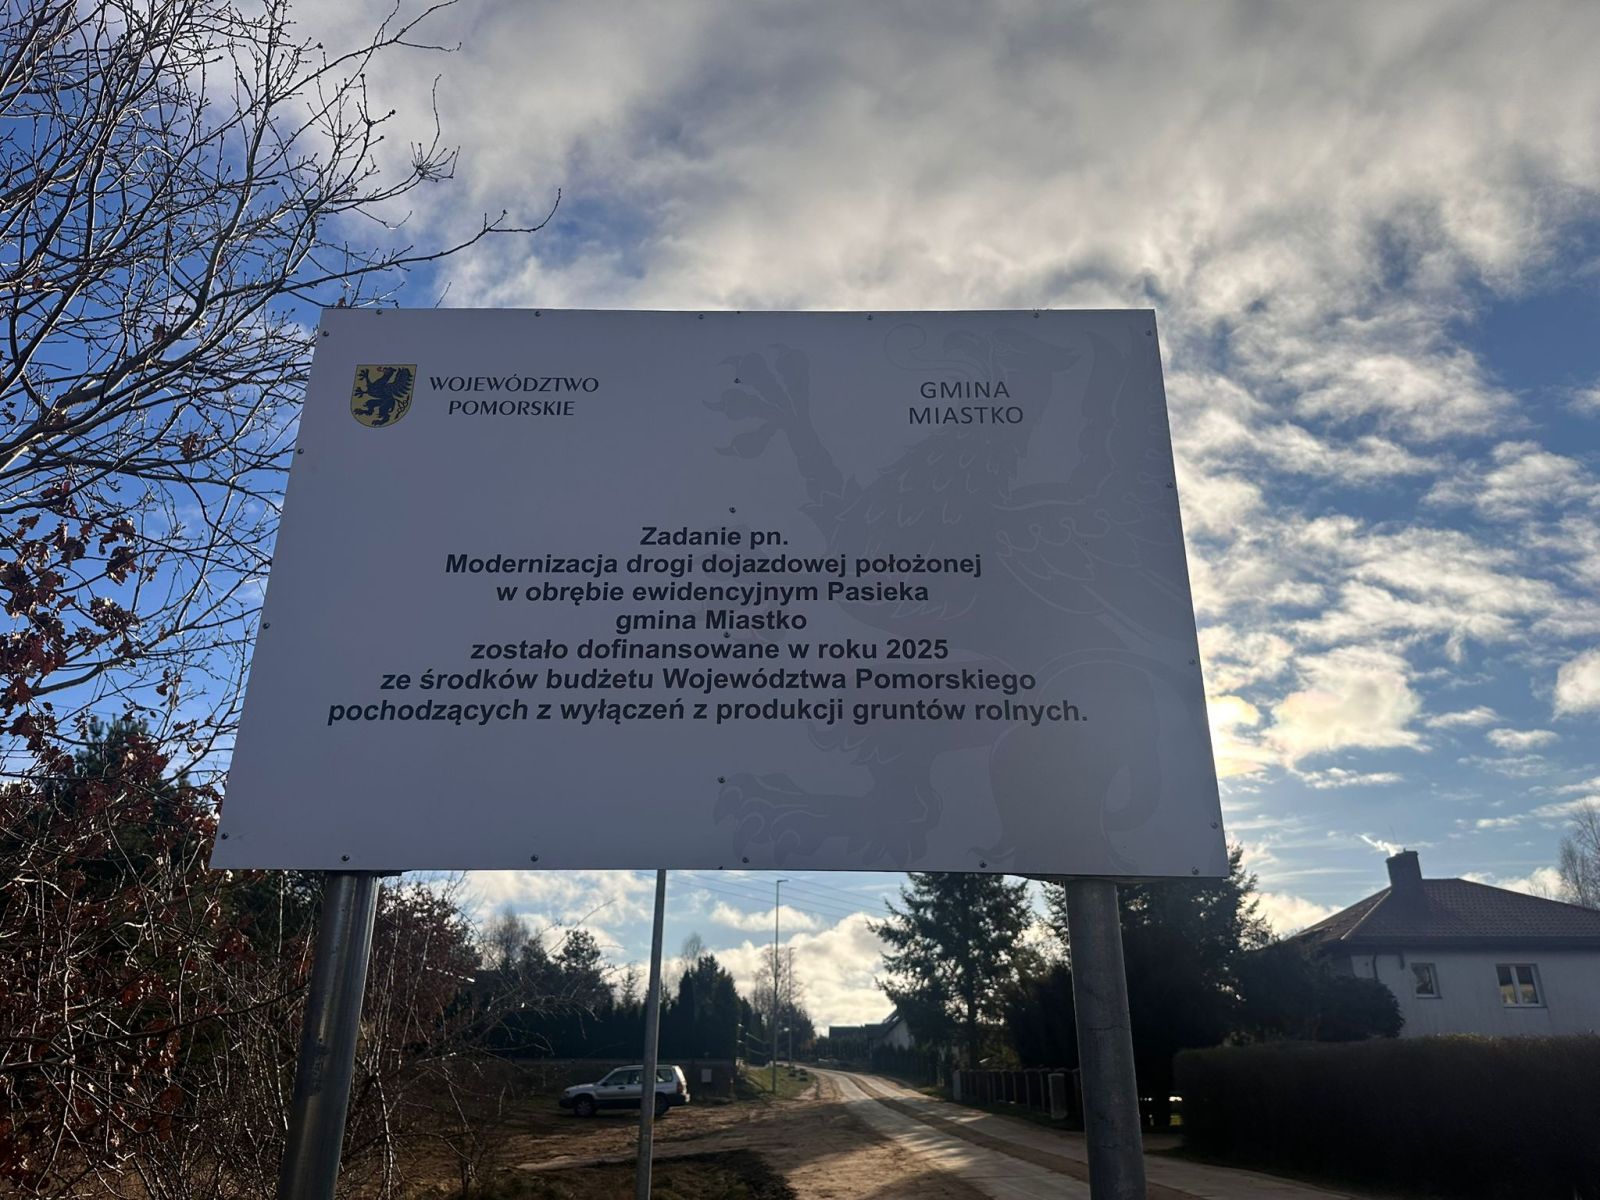 WOJEWÓDZTWO
POMORSKIE
GMINA
MIASTKO
Zadanie pn.
Modernizacja drogi dojazdowej położonej
w obrębie ewidencyjnym Pasieka
gmina Miastko
zostało dofinansowane w roku 2025
ze środków budżetu Województwa Pomorskiego
pochodzących z wyłączeń z produkcji gruntów rolnych.